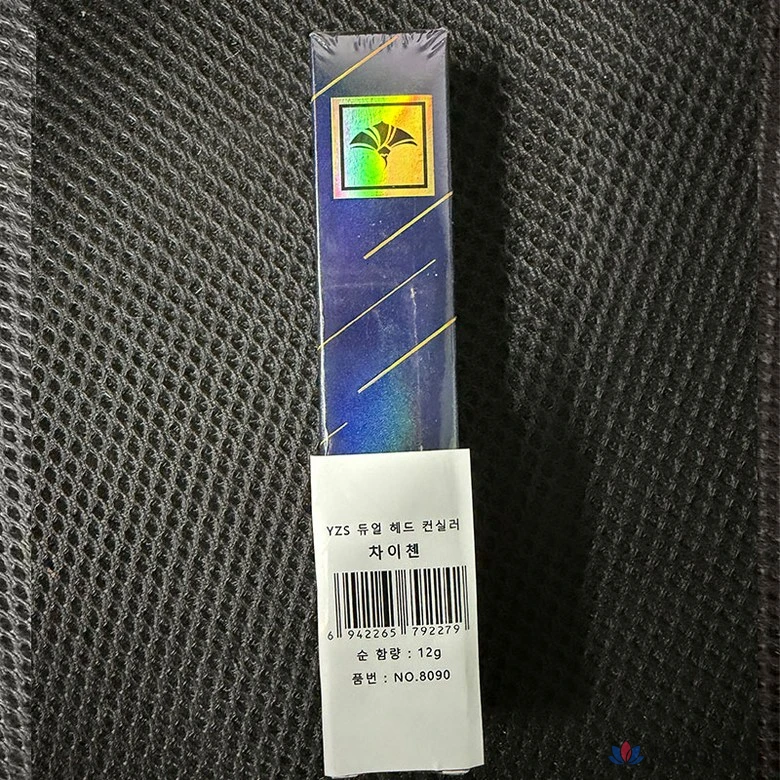 YZS 듀얼 헤드 컨실러
차이첸
6 942265 792279
순 함량 : 12g
품번 : NO.8090